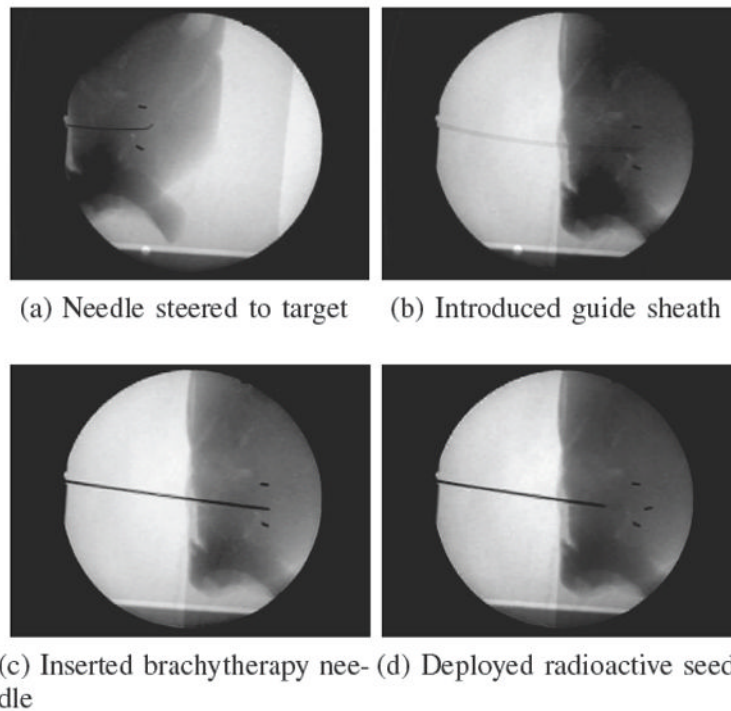 (a) Needle steered to target
(b) Introduced guide sheath
(c) Inserted brachytherapy nee-
dle
(d) Deployed radioactive seed